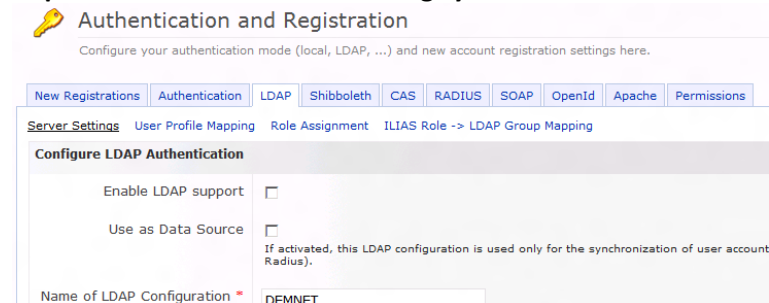 Authentication and Registration
Configure your authentication mode (local, LDAP, ...) and new account registration settings here.
New Registrations Authentication LDAP Shibboleth CAS RADIUS SOAP OpenId Apache Permissions
Server Settings User Profile Mapping Role Assignment ILIAS Role -> LDAP Group Mapping
Configure LDAP Authentication
Enable LDAP support
Use as Data Source
If activated, this LDAP configuration is used only for the synchronization of user account
Radius).
Name of LDAP Configuration * DEMNET